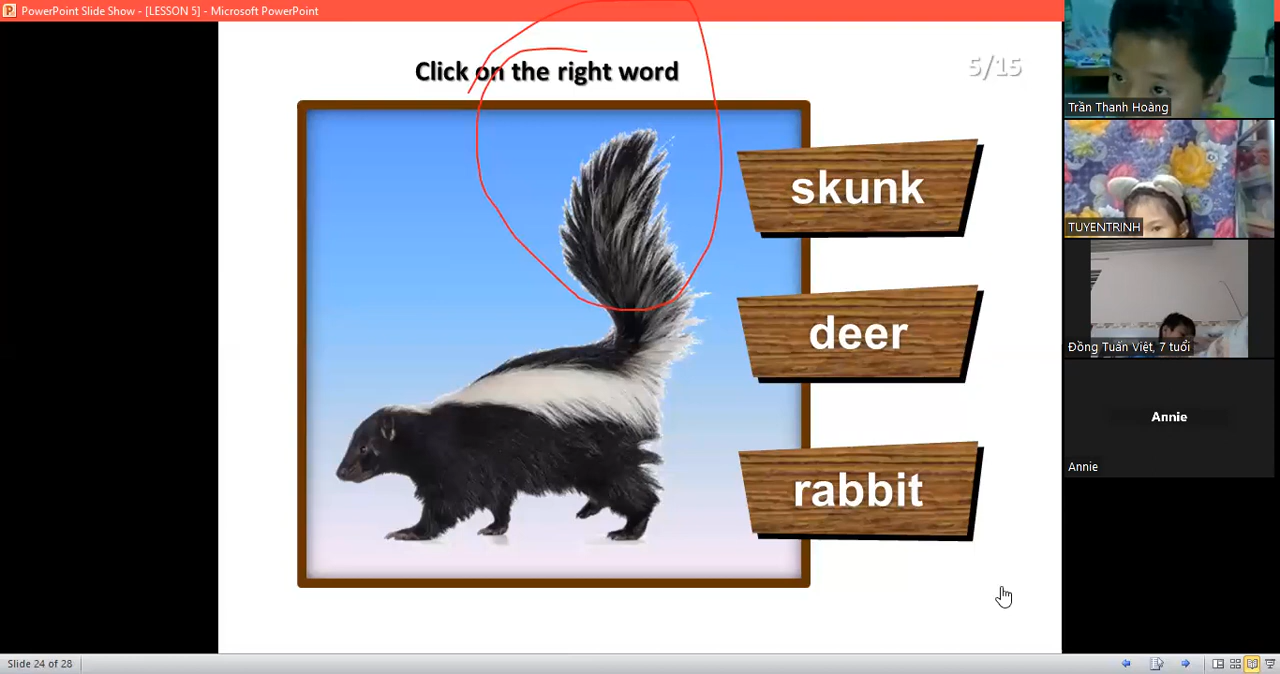 PowerPoint Slide Show - [LESSON 5] - Microsoft PowerPoint
Click on the right word
5/15
skunk
deer
rabbit
Trần Thanh Hoàng
TUYENTRINH
Đồng Tuấn Việt, 7 tuổi
Annie
Annie
Slide 24 of 28